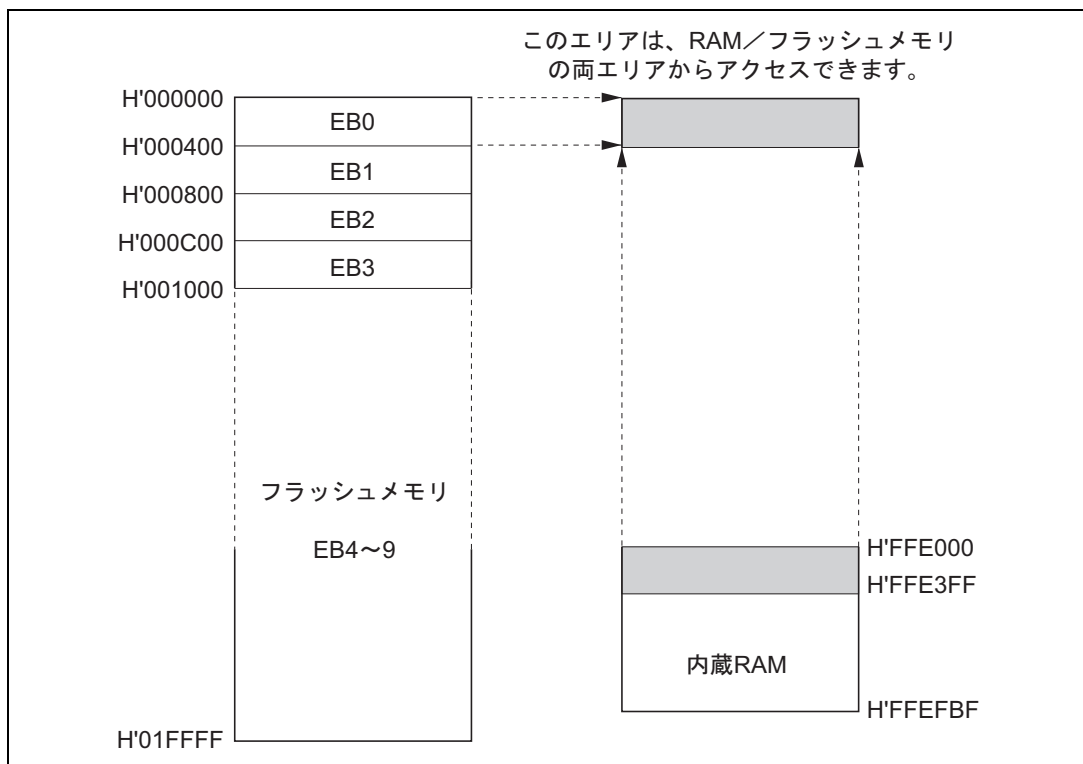 このエリアは、RAM／フラッシュメモリ
の両エリアからアクセスできます。
H'000000
EB0
H'000400
EB1
H'000800
EB2
H'000C00
EB3
H'001000
フラッシュメモリ
EB4～9
H'01FFFF
H'FFE000
H'FFE3FF
内蔵RAM
H'FFEFBF